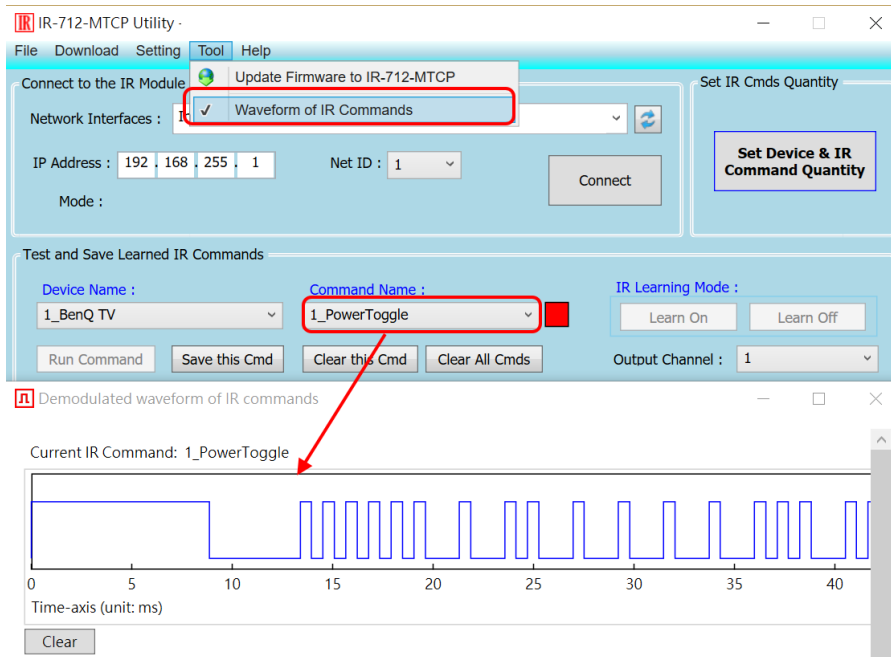 IR IR-712-MTCP Utility -
File Download Setting Tool Help
Update Firmware to IR-712-MTCP
✓ Waveform of IR Commands
Connect to the IR Module
Set IR Cmds Quantity
Network Interfaces :
IP Address : 192 . 168 . 255 . 1 Net ID : 1
Connect
Set Device & IR
Command Quantity
Mode :
Test and Save Learned IR Commands
Device Name : Command Name : IR Learning Mode :
1_BenQ TV 1_PowerToggle Learn On Learn Off
Run Command Save this Cmd Clear this Cmd Clear All Cmds Output Channel : 1
Demodulated waveform of IR commands
Current IR Command: 1_PowerToggle
0 5 10 15 20 25 30 35 40
Time-axis (unit: ms)
Clear